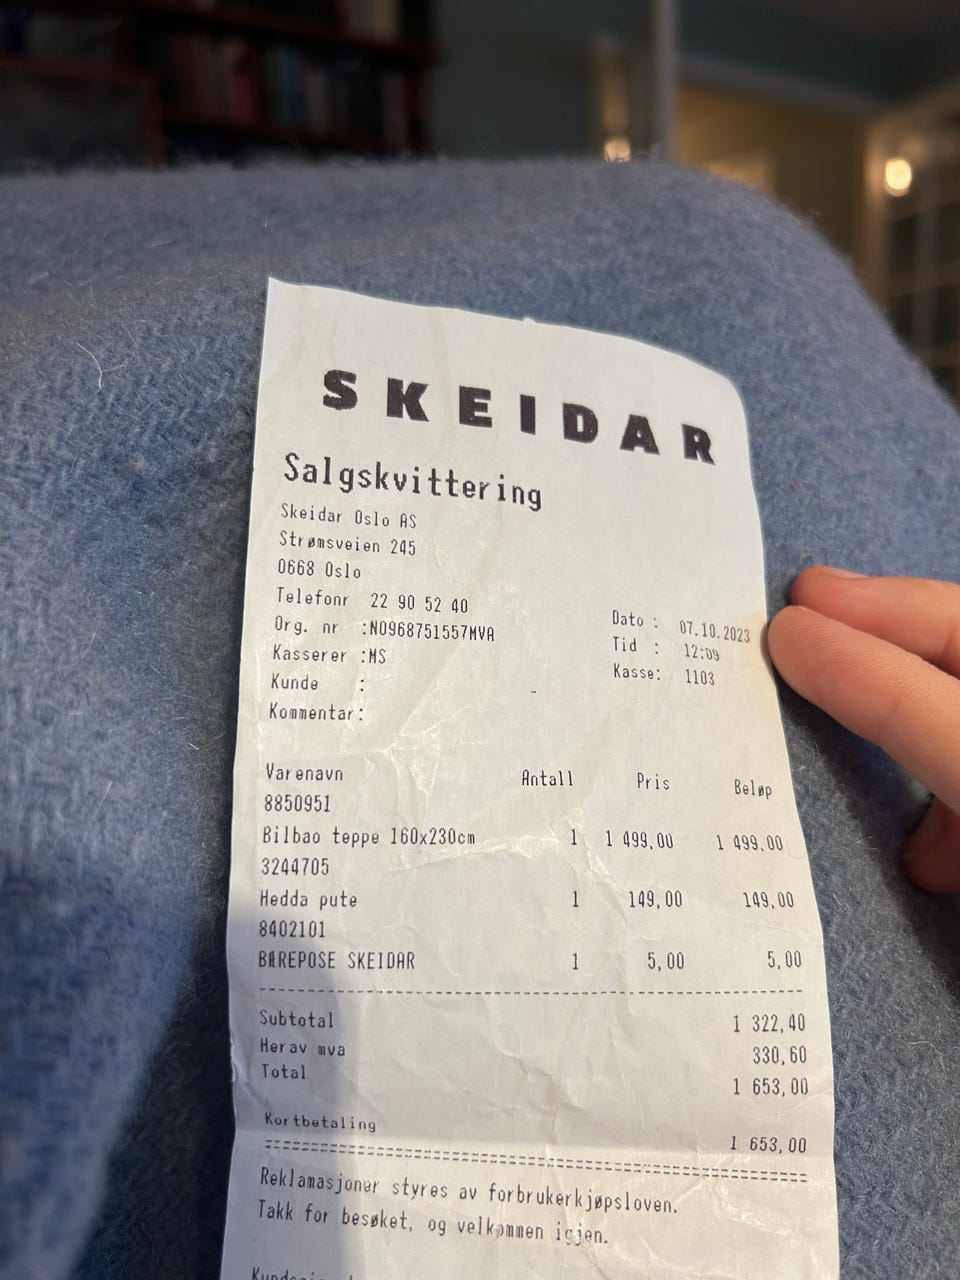 SKEIDAR
Salgskvittering
Skeidar Oslo AS
Strømsveien 245
0668 Oslo
Telefonr 22 90 52 40
Org. nr :NO968751557MVA
Kasserer :MS
Kunde :
Kommentar:
Dato : 07.10.2023
Tid : 12:09
Kasse: 1103
Varenavn Antall Pris Beløp
8850951
Bilbao teppe 160x230cm 1 1 499,00 1 499,00
3244705
Hedda pute 1 149,00 149,00
8402101
BÆREPOSE SKEIDAR 1 5,00 5,00
Subtotal 1 322,40
Herav mva 330,60
Total 1 653,00
Kortbetaling 1 653,00
Reklamasjoner styres av forbrukerkjøpsloven.
Takk for besøket, og velkommen igjen.